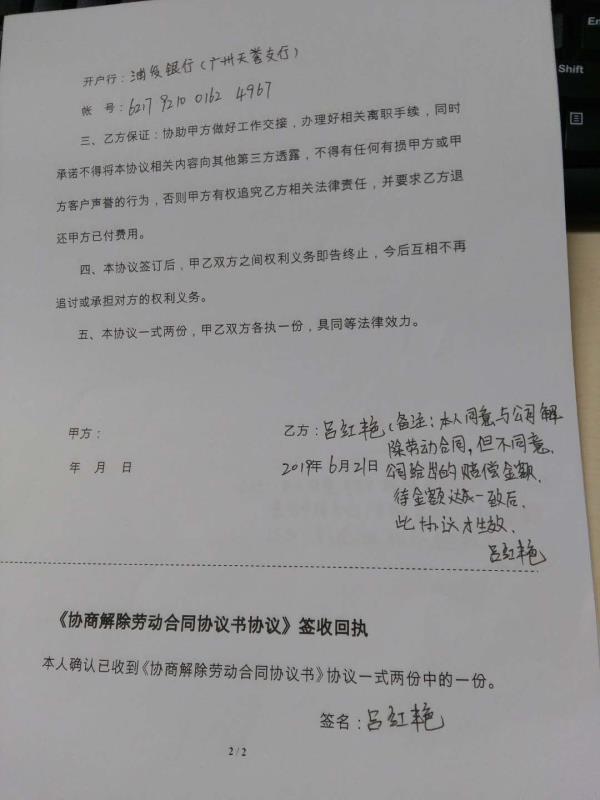 开户行：浦发银行（广州天誉支行）
帐 号：6217 9210 0162 4967
三、乙方保证：协助甲方做好工作交接，办理好相关离职手续，同时
承诺不得将本协议相关内容向其他第三方透露，不得有任何有损甲方或甲
方客户声誉的行为，否则甲方有权追究乙方相关法律责任，并要求乙方退
还甲方已付费用。
四、本协议签订后，甲乙双方之间权利义务即告终止，今后互相不再
追讨或承担对方的权利义务。
五、本协议一式两份，甲乙双方各执一份，具同等法律效力。
甲方：
年 月 日
乙方：吕红艳
2019年6月21日
（备注：本人同意与公司解
除劳动合同，但不同意
公司给出的赔偿金额，
待金额达成一致后，
此协议才生效．
吕红艳
《协商解除劳动合同协议书协议》签收回执
本人确认已收到《协商解除劳动合同协议书》协议一式两份中的一份。
签名：吕红艳
2/2
En
Shift